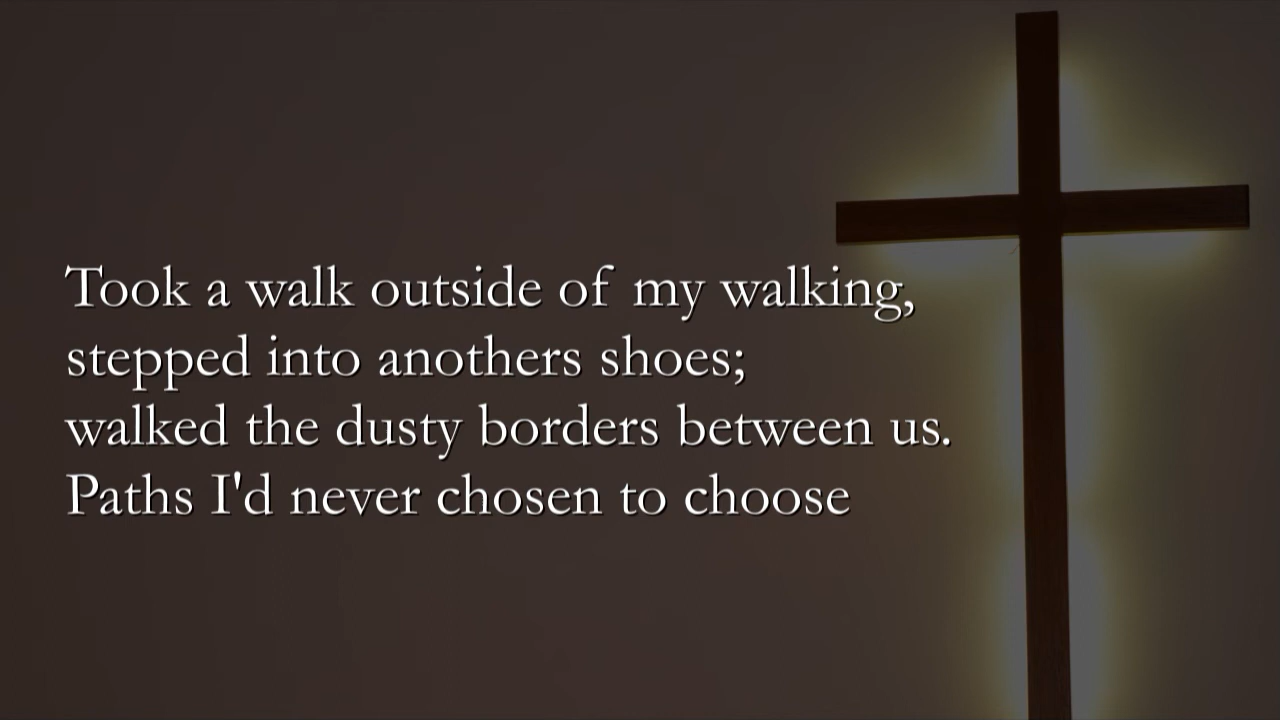 Took a walk outside of my walking,
stepped into anothers shoes;
walked the dusty borders between us.
Paths I'd never chosen to choose